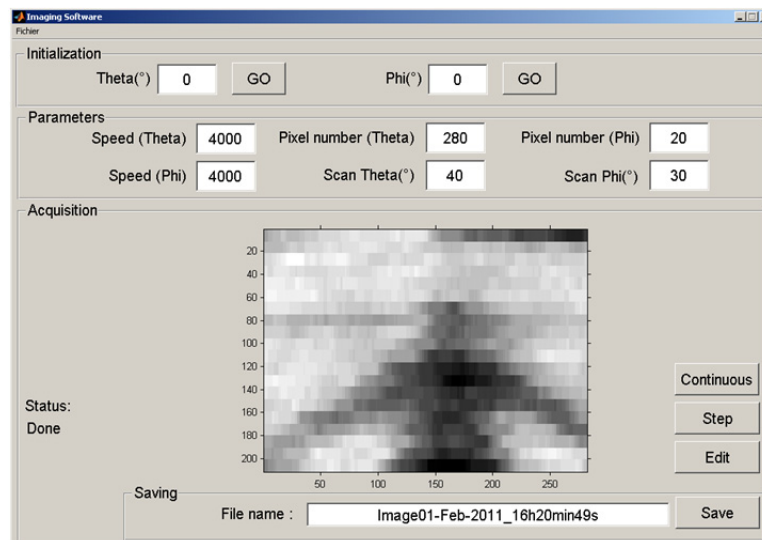 Imaging Software
Fichier
Initialization
Theta(°) 0 GO Phi(°) 0 GO
Parameters
Speed (Theta) 4000 Pixel number (Theta) 280 Pixel number (Phi) 20
Speed (Phi) 4000 Scan Theta(°) 40 Scan Phi(°) 30
Acquisition
20
40
60
80
100
120
140
160
180
200
50 100 150 200 250
Status:
Done
Continuous
Step
Edit
Saving
File name : Image01-Feb-2011_16h20min49s Save